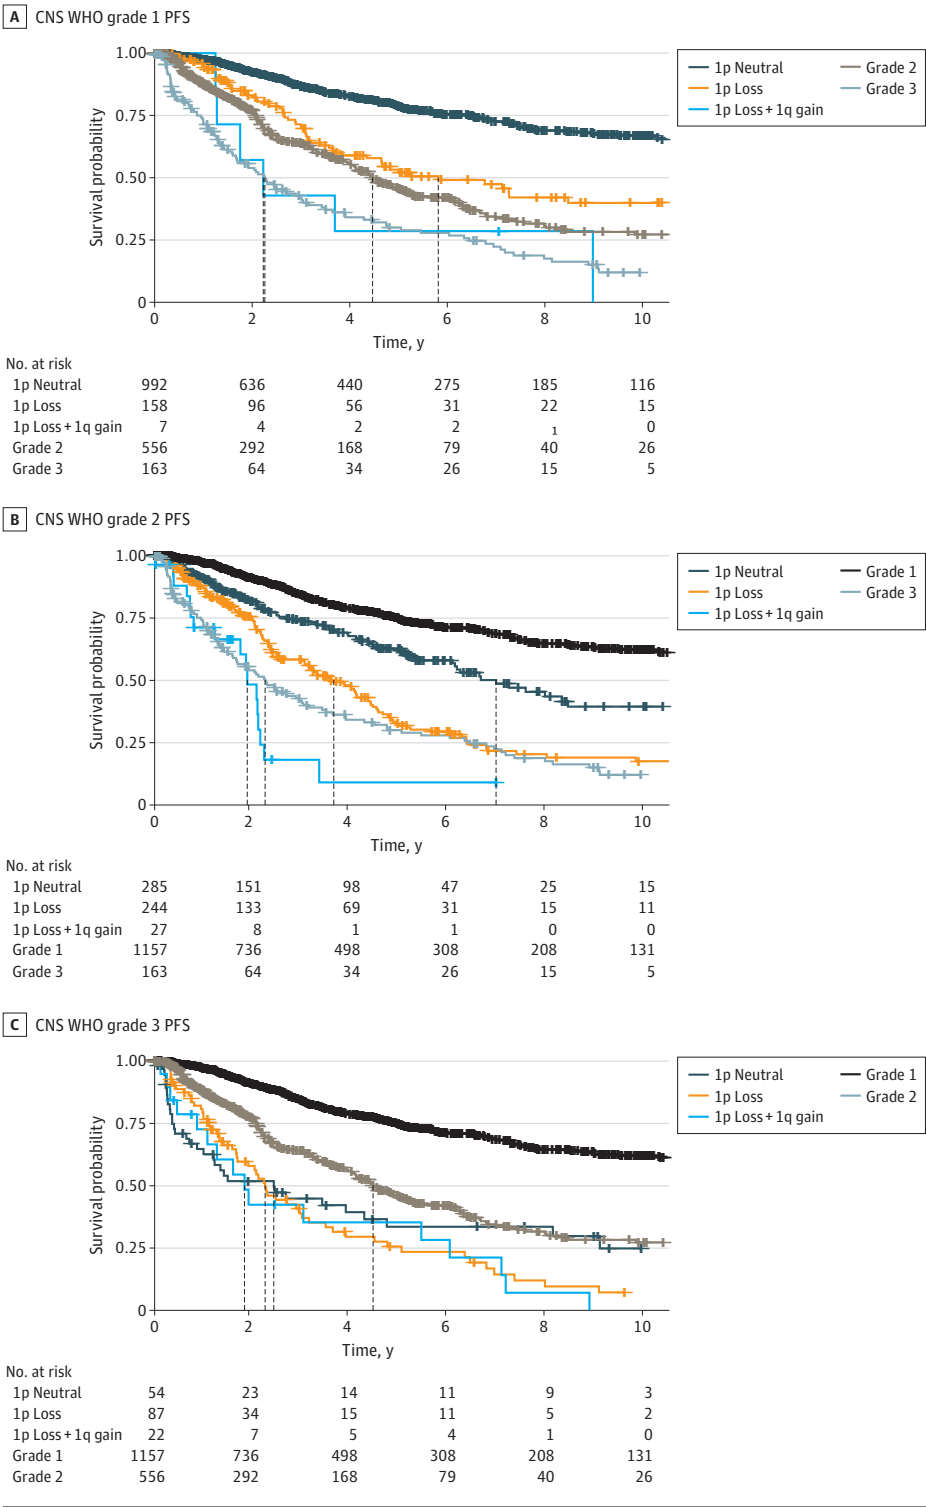 A CNS WHO grade 1 PFS
1p Neutral
1p Loss
1p Loss + 1q gain
Grade 2
Grade 3
Survival probability
1.00
0.75
0.50
0.25
0
0 2 4 6 8 10
Time, y
No. at risk
1p Neutral 992 636 440 275 185 116
1p Loss 158 96 56 31 22 15
1p Loss + 1q gain 7 4 2 2 1 0
Grade 2 556 292 168 79 40 26
Grade 3 163 64 34 26 15 5
B CNS WHO grade 2 PFS
1p Neutral
1p Loss
1p Loss + 1q gain
Grade 1
Grade 3
Survival probability
1.00
0.75
0.50
0.25
0
0 2 4 6 8 10
Time, y
No. at risk
1p Neutral 285 151 98 47 25 15
1p Loss 244 133 69 31 15 11
1p Loss + 1q gain 27 8 1 1 0 0
Grade 1 1157 736 498 308 208 131
Grade 3 163 64 34 26 15 5
C CNS WHO grade 3 PFS
1p Neutral
1p Loss
1p Loss + 1q gain
Grade 1
Grade 2
Survival probability
1.00
0.75
0.50
0.25
0
0 2 4 6 8 10
Time, y
No. at risk
1p Neutral 54 23 14 11 9 3
1p Loss 87 34 15 11 5 2
1p Loss + 1q gain 22 7 5 4 1 0
Grade 1 1157 736 498 308 208 131
Grade 2 556 292 168 79 40 26